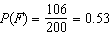 P(F) = 106/200 = 0.53